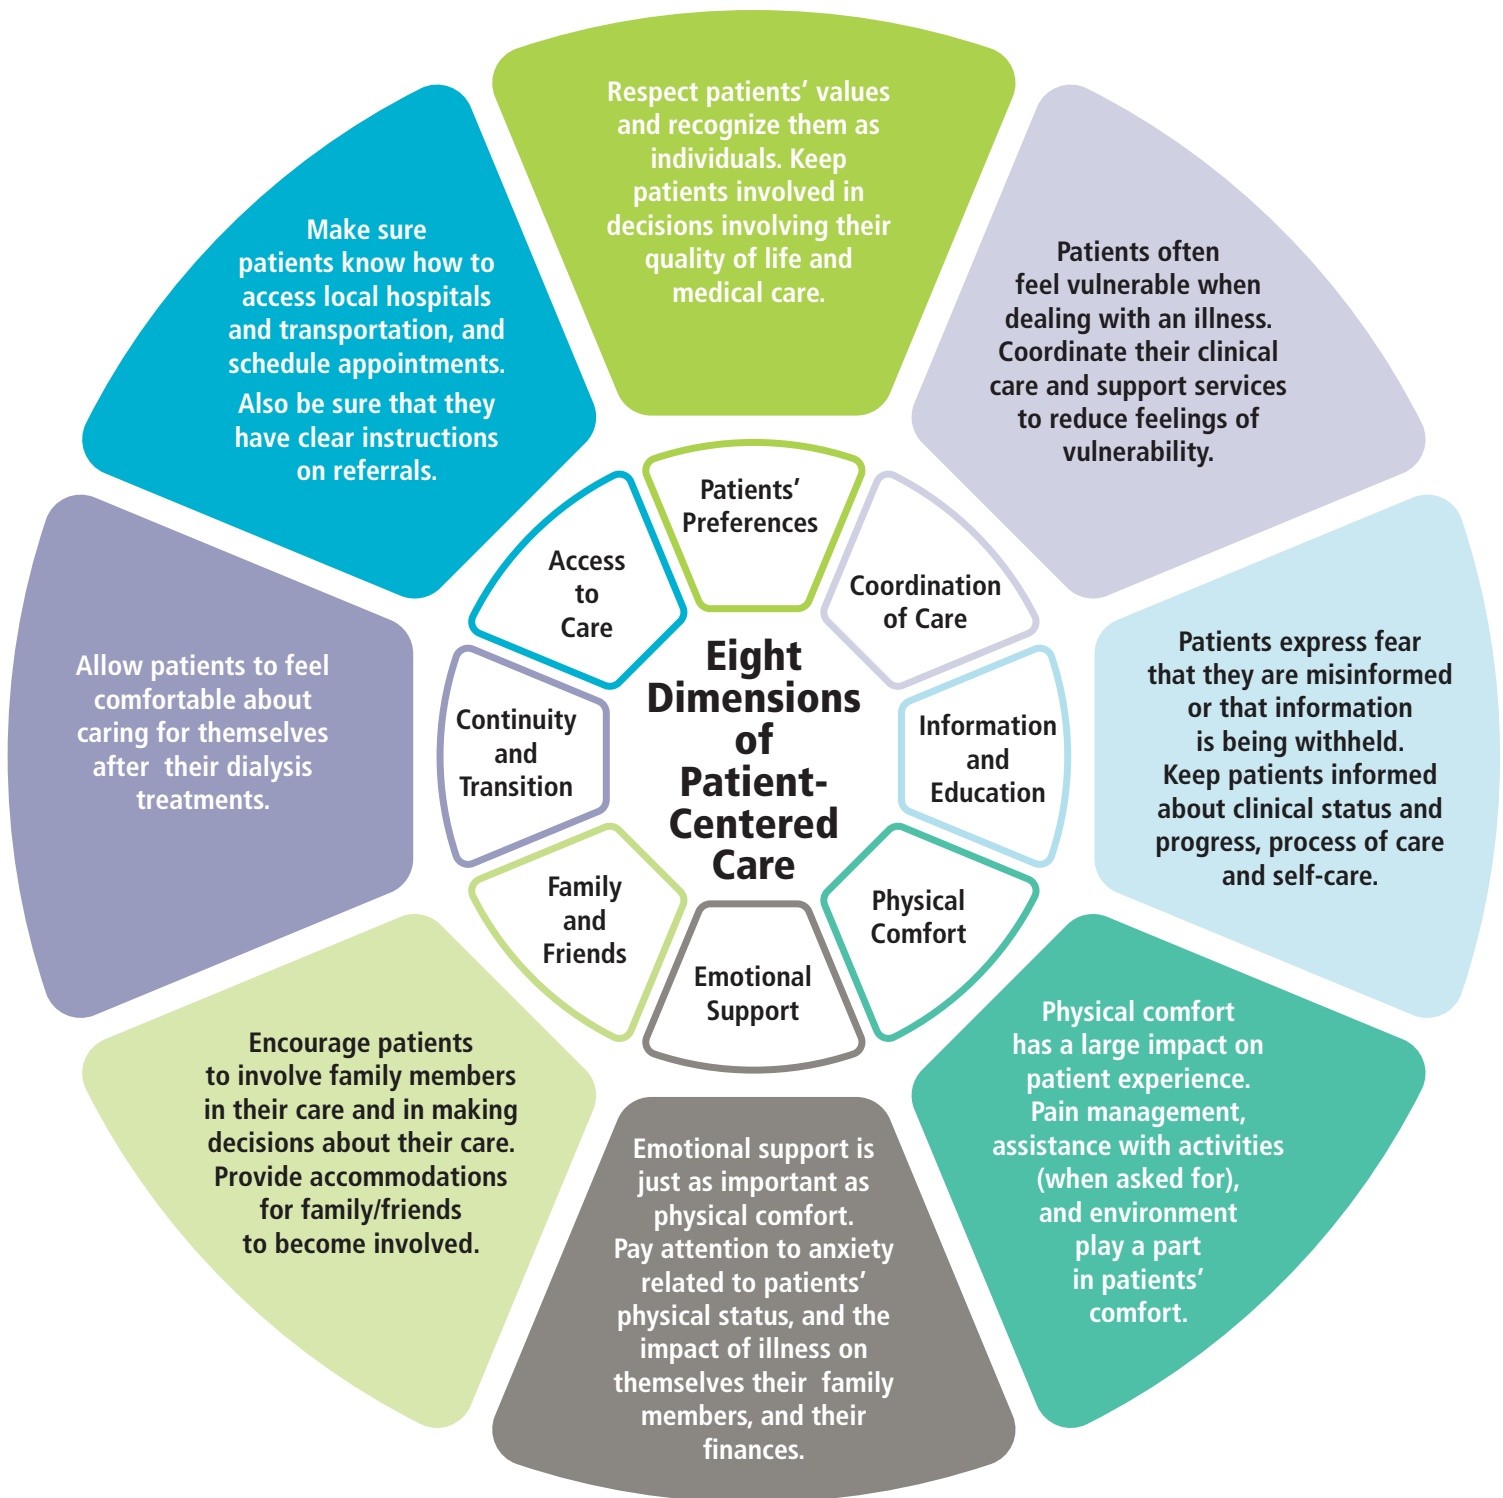 Respect patients’ values
and recognize them as
individuals. Keep
patients involved in
decisions involving their
quality of life and
medical care.
Patients often
feel vulnerable when
dealing with an illness.
Coordinate their clinical
care and support services
to reduce feelings of
vulnerability.
Patients express fear
that they are misinformed
or that information
is being withheld.
Keep patients informed
about clinical status and
progress, process of care
and self-care.
Physical comfort
has a large impact on
patient experience.
Pain management,
assistance with activities
(when asked for),
and environment
play a part
in patients’
comfort.
Emotional support is
just as important as
physical comfort.
Pay attention to anxiety
related to patients’
physical status, and the
impact of illness on
themselves their family
members, and their
finances.
Encourage patients
to involve family members
in their care and in making
decisions about their care.
Provide accommodations
for family/friends
to become involved.
Allow patients to feel
comfortable about
caring for themselves
after their dialysis
treatments.
Make sure
patients know how to
access local hospitals
and transportation, and
schedule appointments.
Also be sure that they
have clear instructions
on referrals.
Patients’
Preferences
Coordination
of Care
Information
and
Education
Physical
Comfort
Emotional
Support
Family
and
Friends
Continuity
and
Transition
Access
to
Care
Eight
Dimensions
of
Patient-
Centered
Care